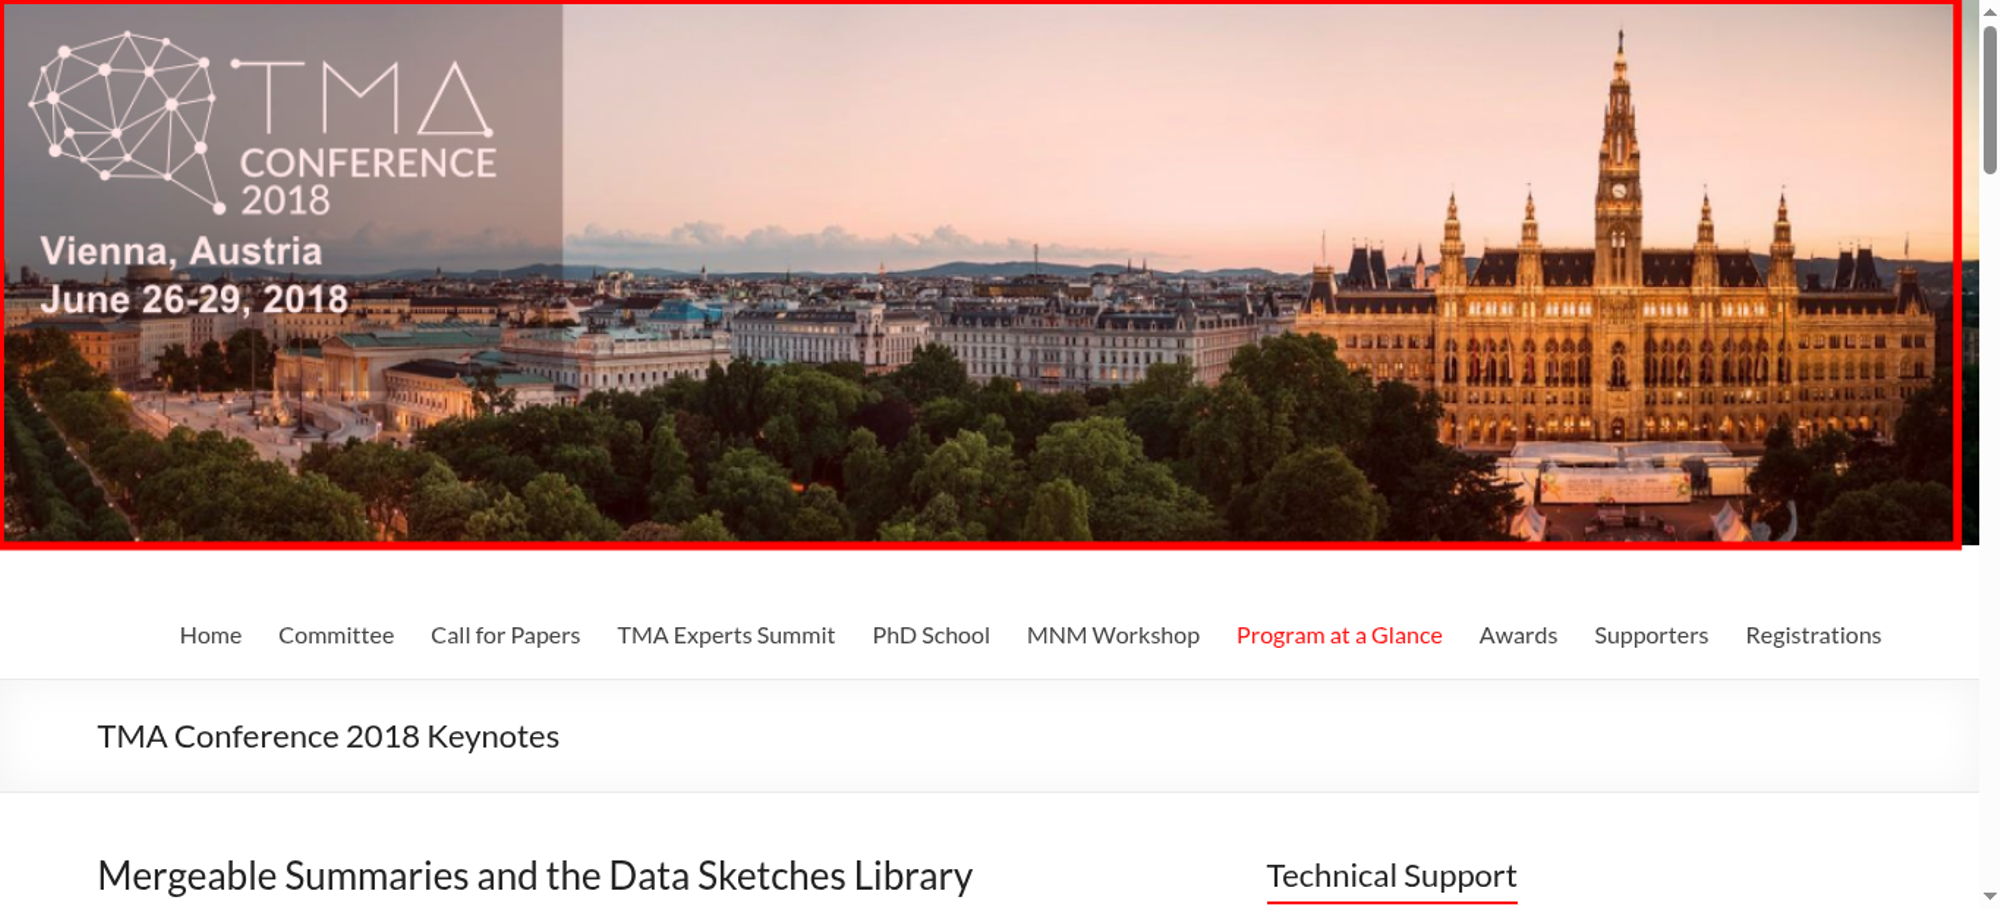 TMA
CONFERENCE
2018
Vienna, Austria
June 26-29, 2018
Home Committee Call for Papers TMA Experts Summit PhD School MNM Workshop Program at a Glance Awards Supporters Registrations
TMA Conference 2018 Keynotes
Mergeable Summaries and the Data Sketches Library
Technical Support